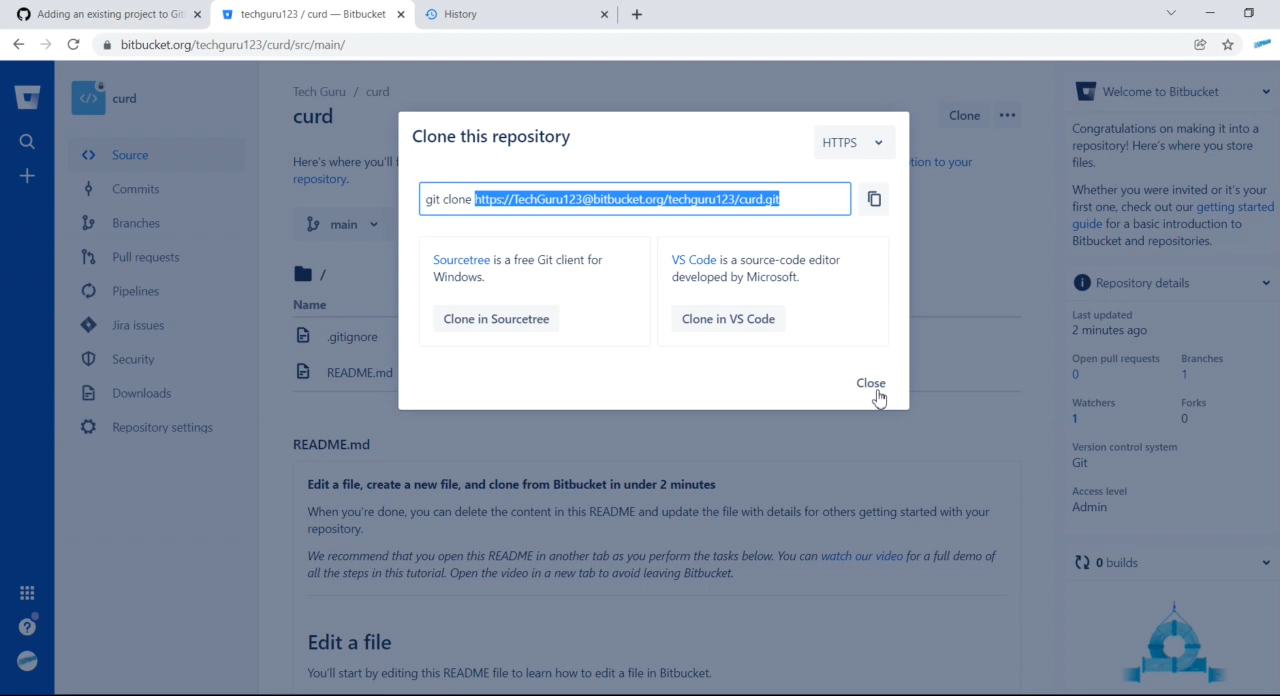 Adding an existing project to Git
techguru123 / curd — Bitbucket
History
bitbucket.org/techguru123/curd/src/main/
curd
Source
Commits
Branches
Pull requests
Pipelines
Jira issues
Security
Deployments
Repository settings
Tech Guru / curd
curd
Clone
Here's where you'll
tion to your
repository.
main
/
Name
.gitignore
README.md
Clone this repository
HTTPS
git clone https://TechGuru123@bitbucket.org/techguru123/curd.git
Sourcetree is a free Git client for
Windows.
Clone in Sourcetree
VS Code is a source-code editor
developed by Microsoft.
Clone in VS Code
Close
README.md
Edit a file, create a new file, and clone from Bitbucket in under 2 minutes
When you're done, you can delete the content in this README and update the file with details for others getting started with your
repository.
We recommend that you open this README in another tab as you perform the tasks below. You can watch our video for a full demo of
all the steps in this tutorial. Open the video in a new tab to avoid leaving Bitbucket.
Edit a file
You'll start by editing this README file to learn how to edit a file in Bitbucket.
Welcome to Bitbucket
Congratulations on making it into a
repository! Here's where you store
files.
Whether you were invited or it's your
first one, check out our getting started
guide for a basic introduction to
Bitbucket and repositories.
Repository details
Last updated
2 minutes ago
Open pull requests
Branches
0
1
Watchers
Forks
1
0
Version control system
Git
Access level
Admin
0 builds